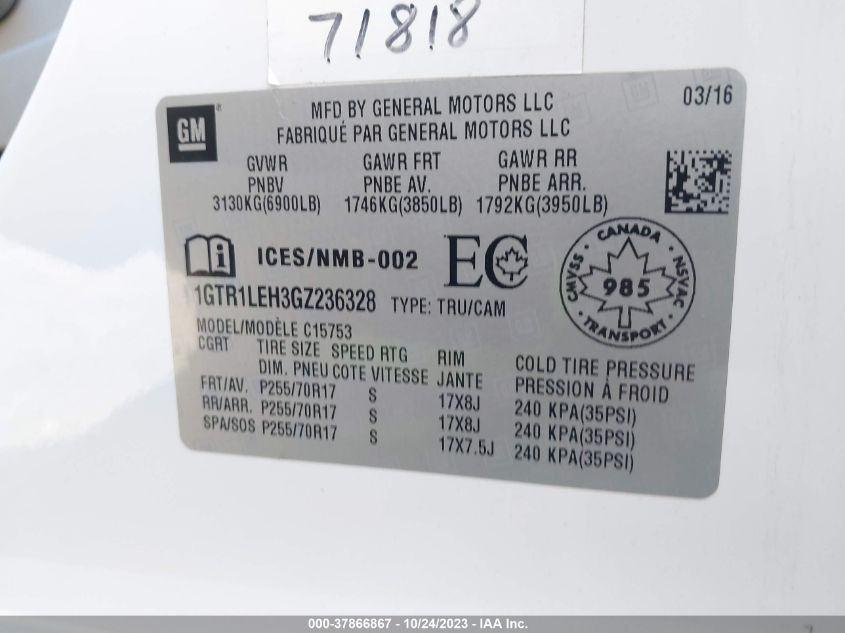 71818
GM
MFD BY GENERAL MOTORS LLC 03/16
FABRIQUÉ PAR GENERAL MOTORS LLC
GVWR GAWR FRT GAWR RR
PNBV PNBE AV. PNBE ARR.
3130KG(6900LB) 1746KG(3850LB) 1792KG(3950LB)
ICES/NMB-002 EC
CANADA CMVSS 985 NSVAC TRANSPORT
1GTR1LEH3GZ236328 TYPE: TRU/CAM
MODEL/MODÈLE C15753
CGRT TIRE SIZE SPEED RTG RIM COLD TIRE PRESSURE
DIM. PNEU COTE VITESSE JANTE PRESSION À FROID
FRT/AV. P255/70R17 S 17X8J 240 KPA(35PSI)
RR/ARR. P255/70R17 S 17X8J 240 KPA(35PSI)
SPA/SOS P255/70R17 S 17X7.5J 240 KPA(35PSI)
000-37866867 - 10/24/2023 - IAA Inc.